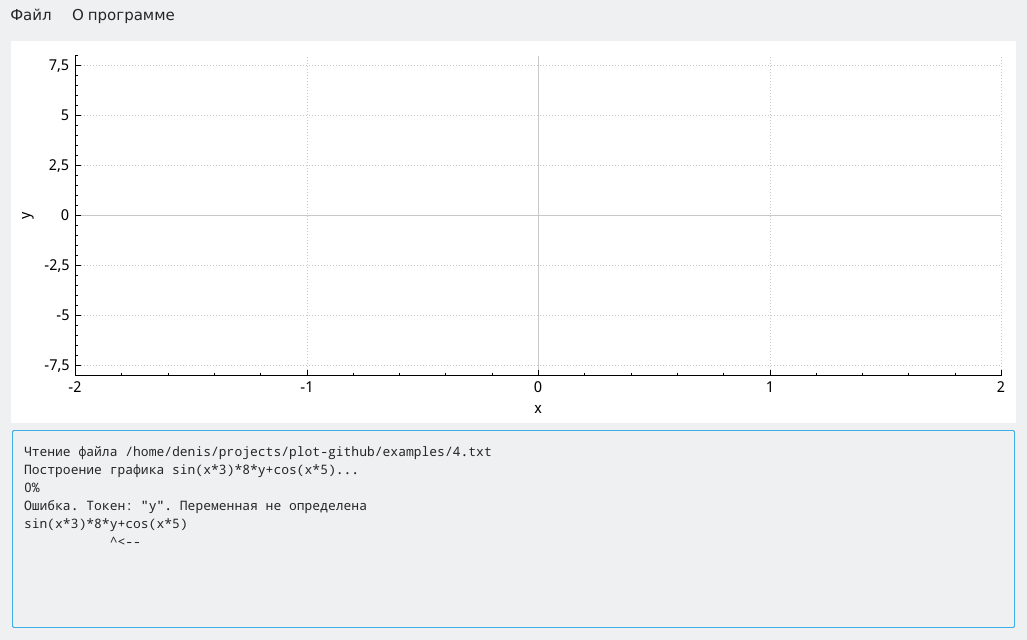 Файл О программе
7,5
5
2,5
0
-2,5
-5
-7,5
y
-2 -1 0 1 2
x
Чтение файла /home/denis/projects/plot-github/examples/4.txt
Построение графика sin(x*3)*8*y+cos(x*5)...
0%
Ошибка. Токен: "y". Переменная не определена
sin(x*3)*8*y+cos(x*5)
^<--